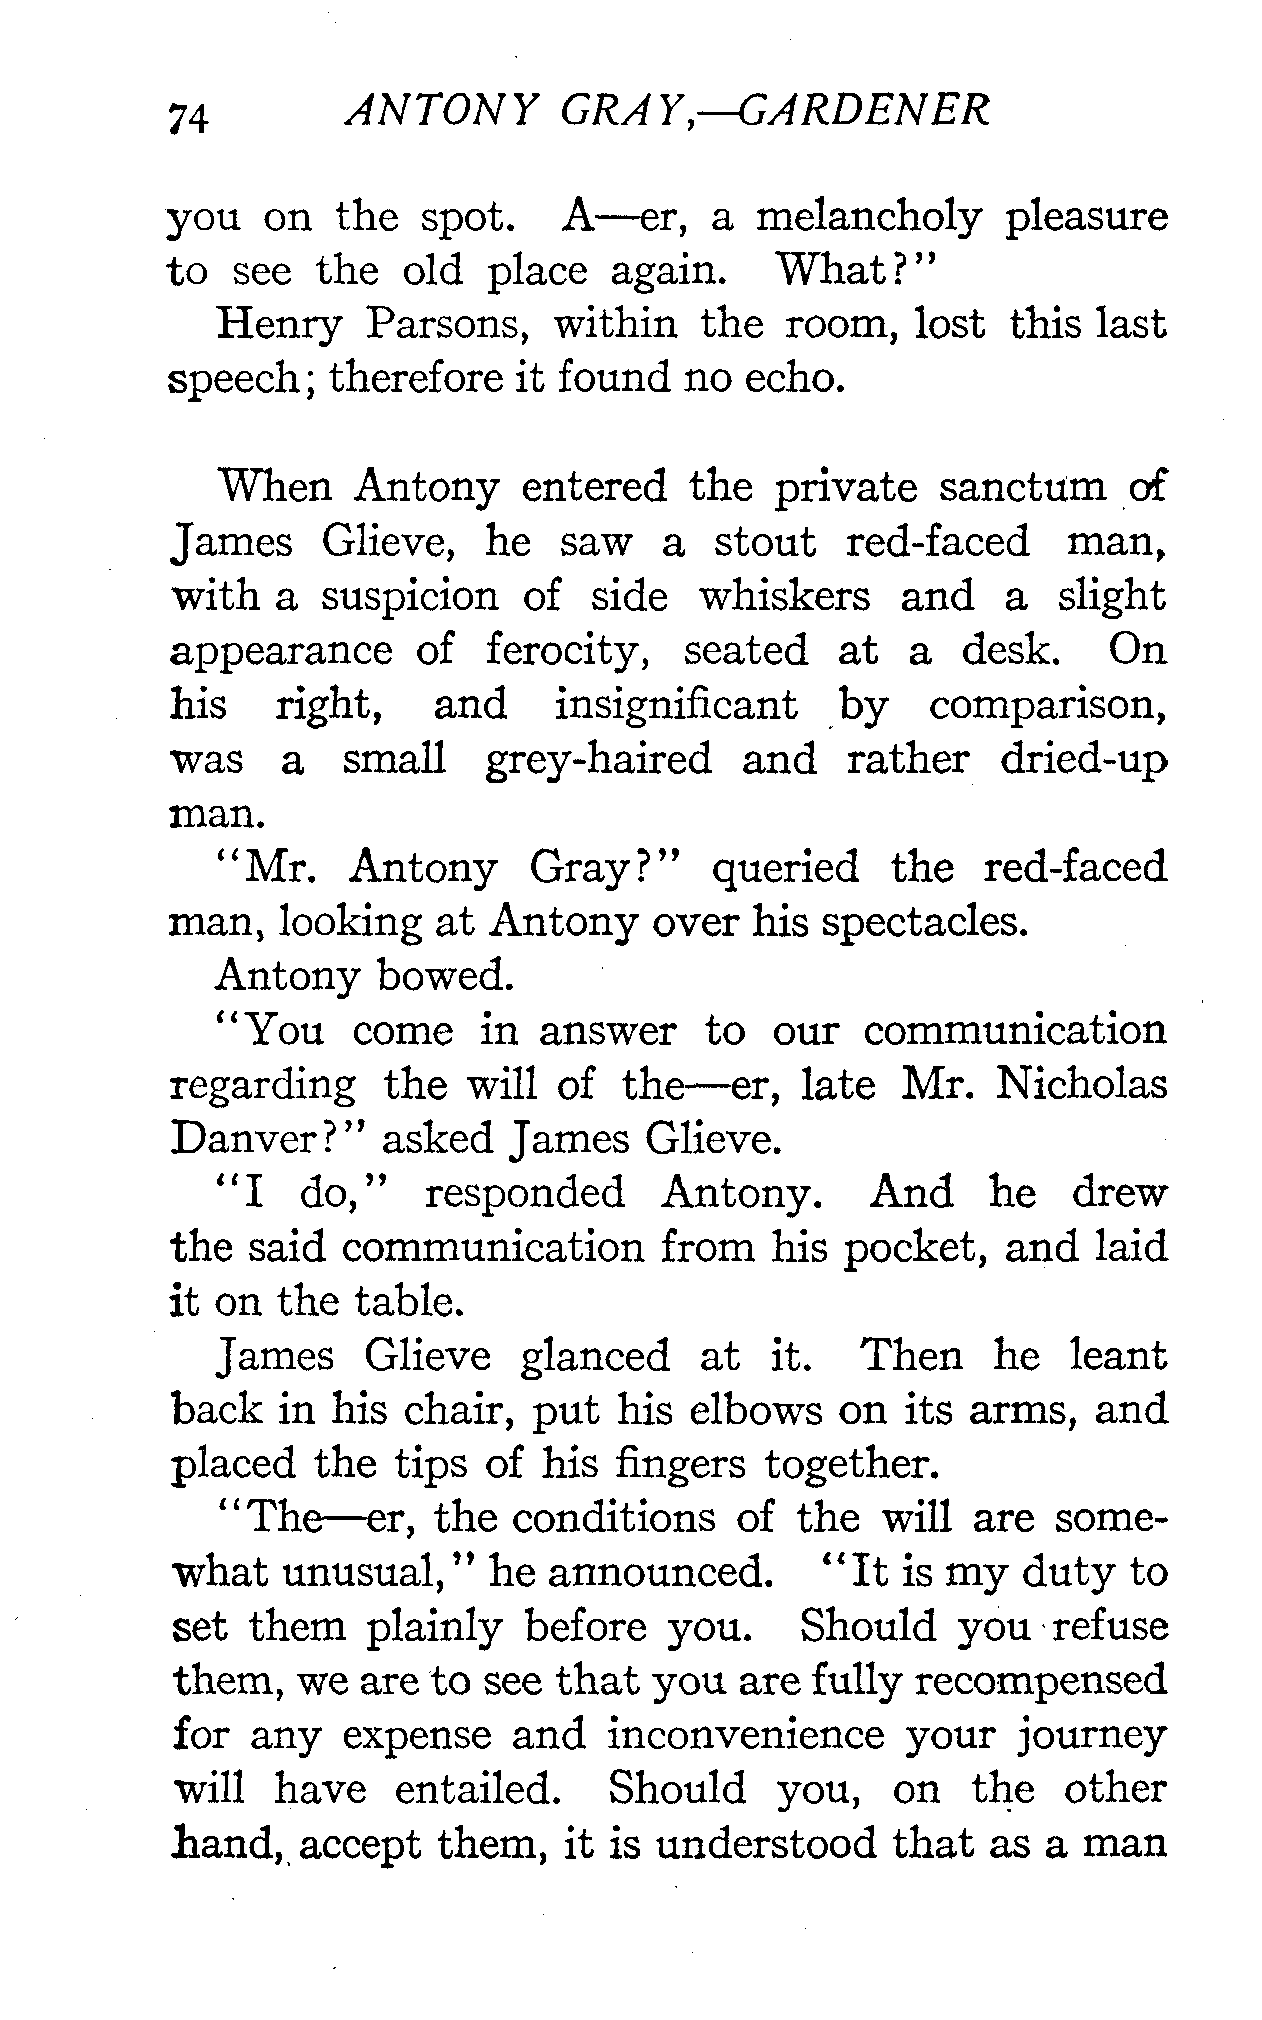 74 ANTONY GRAY,—GARDENER
you on the spot. A—er, a melancholy pleasure
to see the old place again. What?"
Henry Parsons, within the room, lost this last
speech; therefore it found no echo.
When Antony entered the private sanctum of
James Glieve, he saw a stout red-faced man,
with a suspicion of side whiskers and a slight
appearance of ferocity, seated at a desk. On
his right, and insignificant by comparison,
was a small grey-haired and rather dried-up
man.
"Mr. Antony Gray?" queried the red-faced
man, looking at Antony over his spectacles.
Antony bowed.
"You come in answer to our communication
regarding the will of the—er, late Mr. Nicholas
Danver?" asked James Glieve.
"I do," responded Antony. And he drew
the said communication from his pocket, and laid
it on the table.
James Glieve glanced at it. Then he leant
back in his chair, put his elbows on its arms, and
placed the tips of his fingers together.
"The—er, the conditions of the will are some-
what unusual," he announced. "It is my duty to
set them plainly before you. Should you refuse
them, we are to see that you are fully recompensed
for any expense and inconvenience your journey
will have entailed. Should you, on the other
hand, accept them, it is understood that as a man